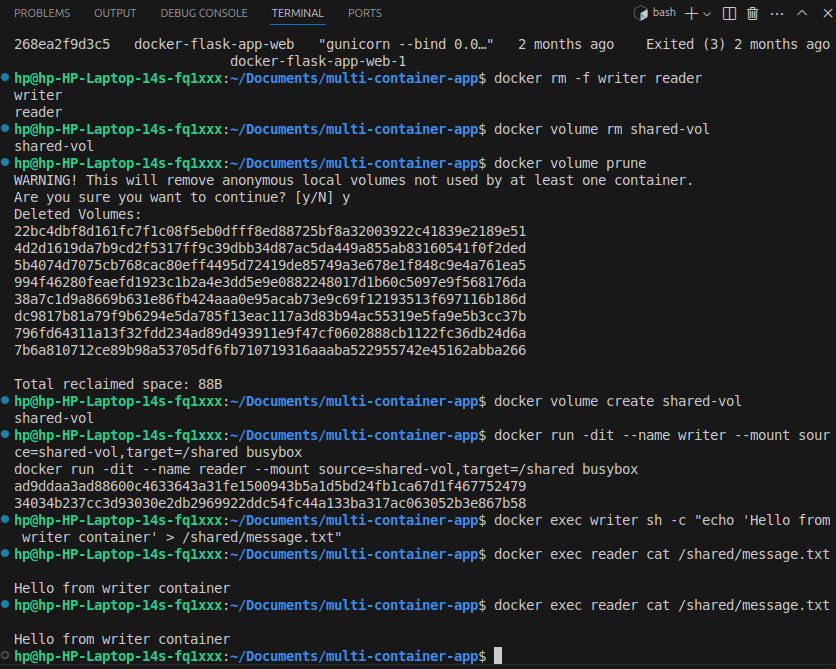 PROBLEMS OUTPUT DEBUG CONSOLE TERMINAL PORTS bash
268ea2f9d3c5 docker-flask-app-web "gunicorn --bind 0.0…" 2 months ago Exited (3) 2 months ago
docker-flask-app-web-1
hp@hp-HP-Laptop-14s-fq1xxx:~/Documents/multi-container-app$ docker rm -f writer reader
writer
reader
hp@hp-HP-Laptop-14s-fq1xxx:~/Documents/multi-container-app$ docker volume rm shared-vol
shared-vol
hp@hp-HP-Laptop-14s-fq1xxx:~/Documents/multi-container-app$ docker volume prune
WARNING! This will remove anonymous local volumes not used by at least one container.
Are you sure you want to continue? [y/N] y
Deleted Volumes:
22bc4dbf8d161fc7f1c08f5eb0dfff8ed88725bf8a32003922c41839e2189e51
4d2d1619da7b9cd2f5317ff9c39dbb34d87ac5da449a855ab83160541f0f2ded
5b4074d7075cb768cac80eff4495d72419de85749a3e678e1f848c9e4a761ea5
994f46280feaefd1923c1b2a4e3dd5e9e0882248017d1b60c5097e9f568176da
38a7c1d9a8669b631e86fb424aaa0e95acab73e9c69f12193513f697116b186d
dc9817b81a79f9b6294e5da785f13eac117a3d83b94ac55319e5fa9e5b3cc37b
796fd64311a13f32fdd234ad89d493911e9f47cf0602888cb1122fc36db24d6a
7b6a810712ce89b98a53705df6fb710719316aaaba522955742e45162abba266
Total reclaimed space: 88B
hp@hp-HP-Laptop-14s-fq1xxx:~/Documents/multi-container-app$ docker volume create shared-vol
shared-vol
hp@hp-HP-Laptop-14s-fq1xxx:~/Documents/multi-container-app$ docker run -dit --name writer --mount sour
ce=shared-vol,target=/shared busybox
docker run -dit --name reader --mount source=shared-vol,target=/shared busybox
ad9ddaa3ad88600c4633643a31fe1500943b5a1d5bd24fb1ca67d1f467752479
34034b237cc3d93030e2db2969922ddc54fc44a133ba317ac063052b3e867b58
hp@hp-HP-Laptop-14s-fq1xxx:~/Documents/multi-container-app$ docker exec writer sh -c "echo 'Hello from
writer container' > /shared/message.txt"
hp@hp-HP-Laptop-14s-fq1xxx:~/Documents/multi-container-app$ docker exec reader cat /shared/message.txt
Hello from writer container
hp@hp-HP-Laptop-14s-fq1xxx:~/Documents/multi-container-app$ docker exec reader cat /shared/message.txt
Hello from writer container
hp@hp-HP-Laptop-14s-fq1xxx:~/Documents/multi-container-app$